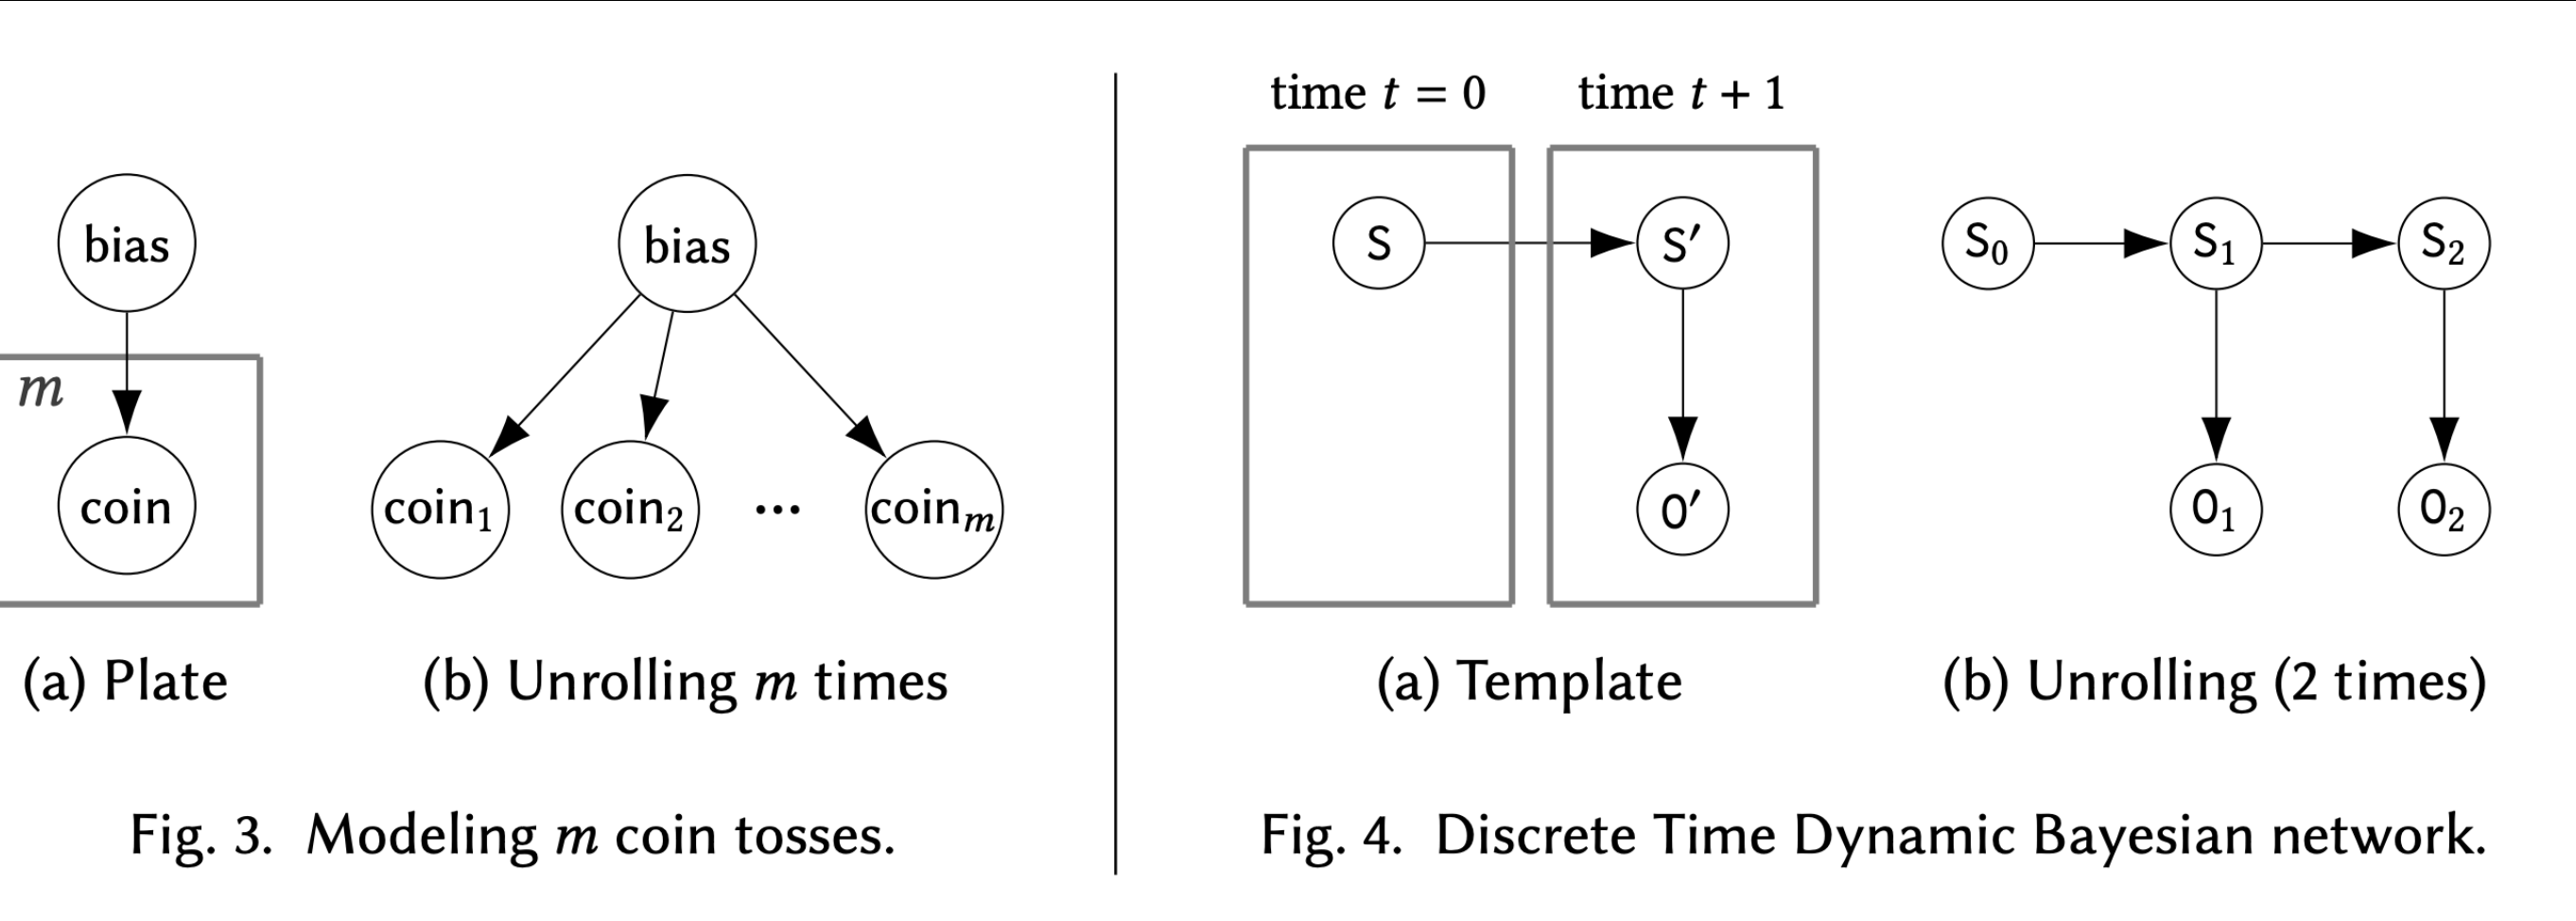 bias
m
coin
(a) Plate
bias
coin₁ coin₂ ... coinₘ
(b) Unrolling m times
Fig. 3. Modeling m coin tosses.
time t = 0 time t + 1
S S′
O′
(a) Template
S₀ S₁ S₂
O₁ O₂
(b) Unrolling (2 times)
Fig. 4. Discrete Time Dynamic Bayesian network.